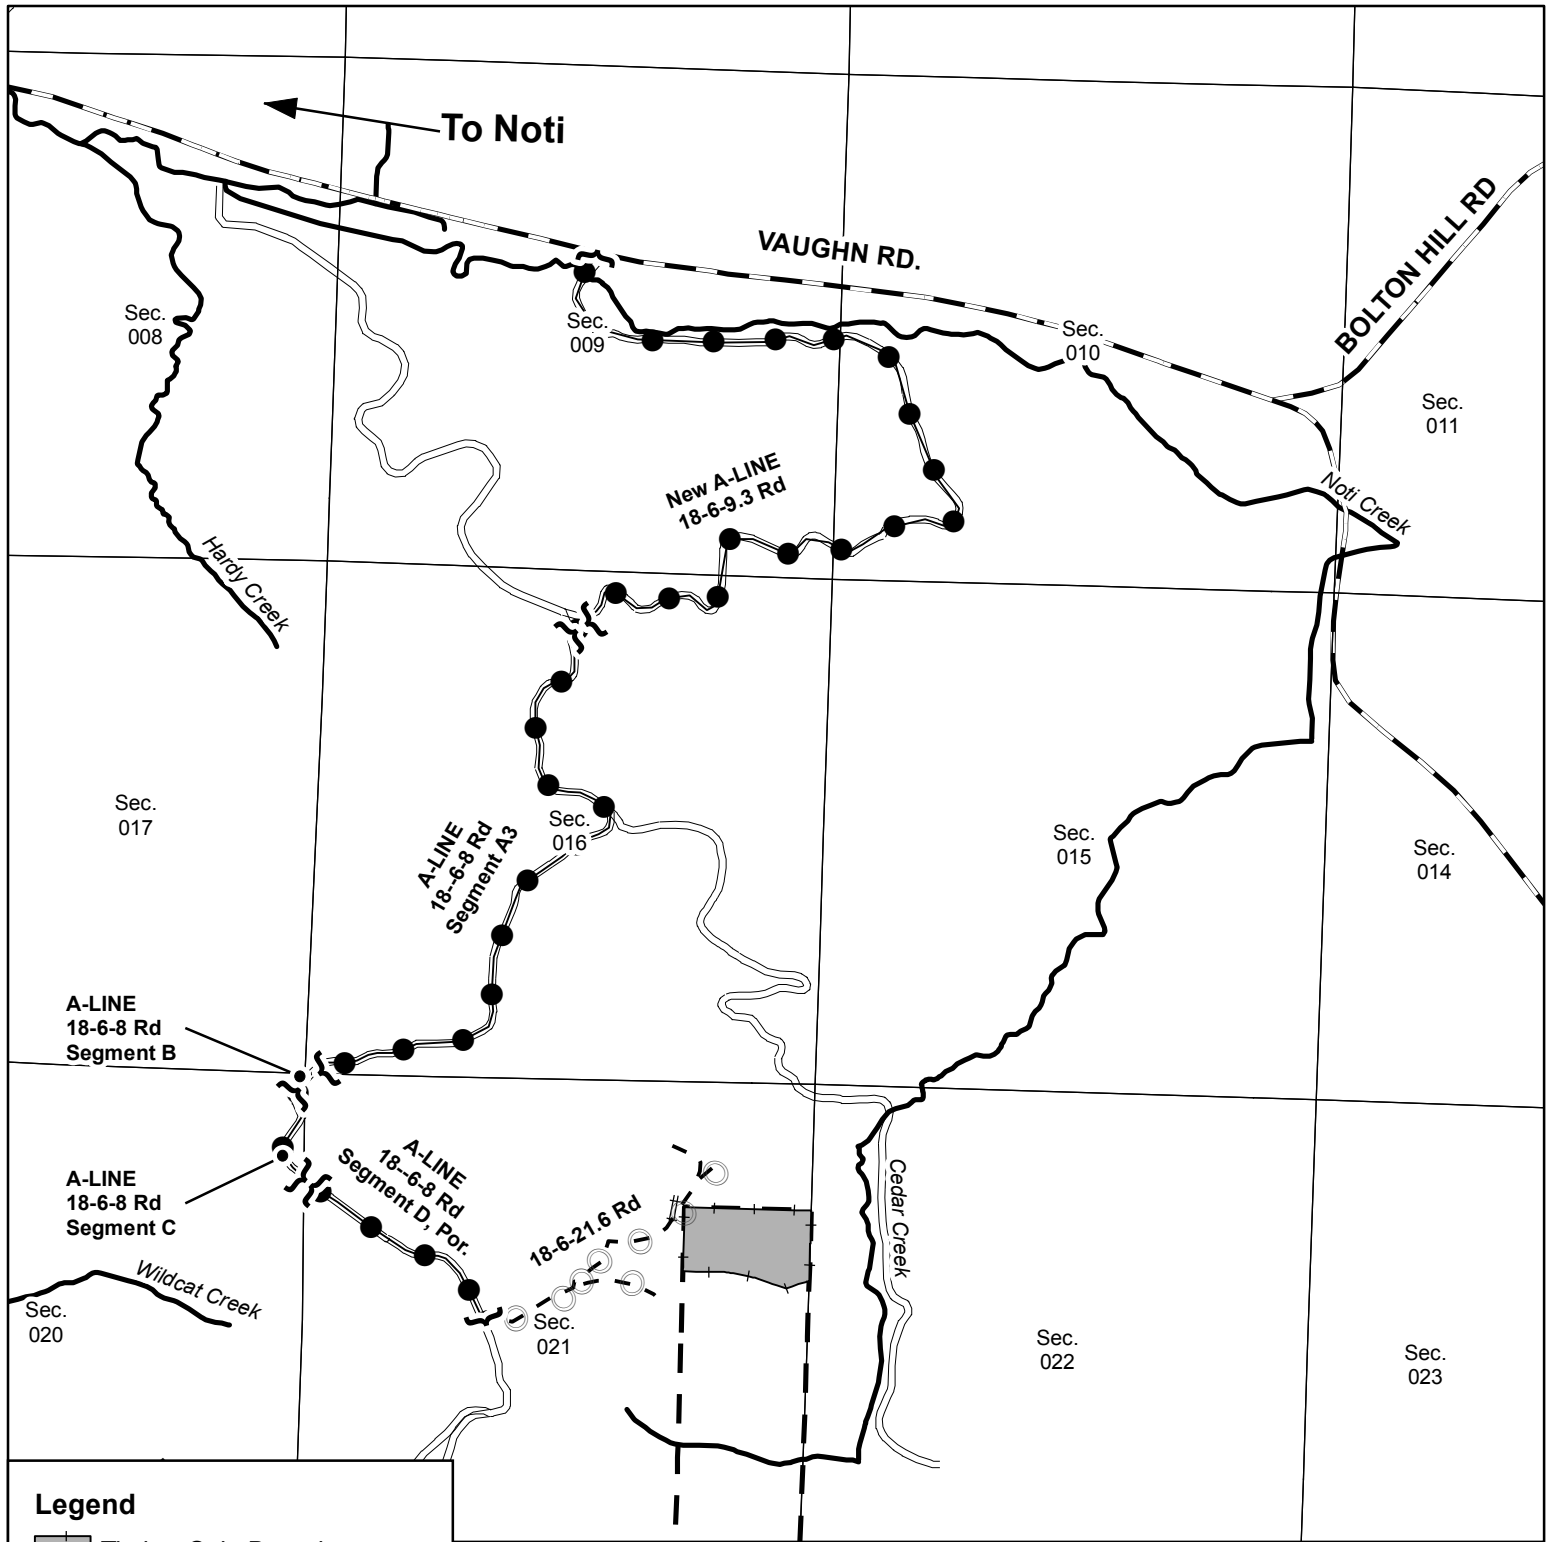 To Noti
VAUGHN RD.
BOLTON HILL RD
Sec.
008
Sec.
009
Sec.
010
Sec.
011
New A-LINE
18-6-9.3 Rd
Noti Creek
Hardy Creek
Sec.
017
A-LINE
18--6-8 Rd
Segment A3
Sec.
016
Sec.
015
Sec.
014
A-LINE
18-6-8 Rd
Segment B
A-LINE
18-6-8 Rd
Segment C
A-LINE
18--6-8 Rd
Segment D, Por.
18-6-21.6 Rd
Cedar Creek
Wildcat Creek
Sec.
020
Sec.
021
Sec.
022
Sec.
023
Legend